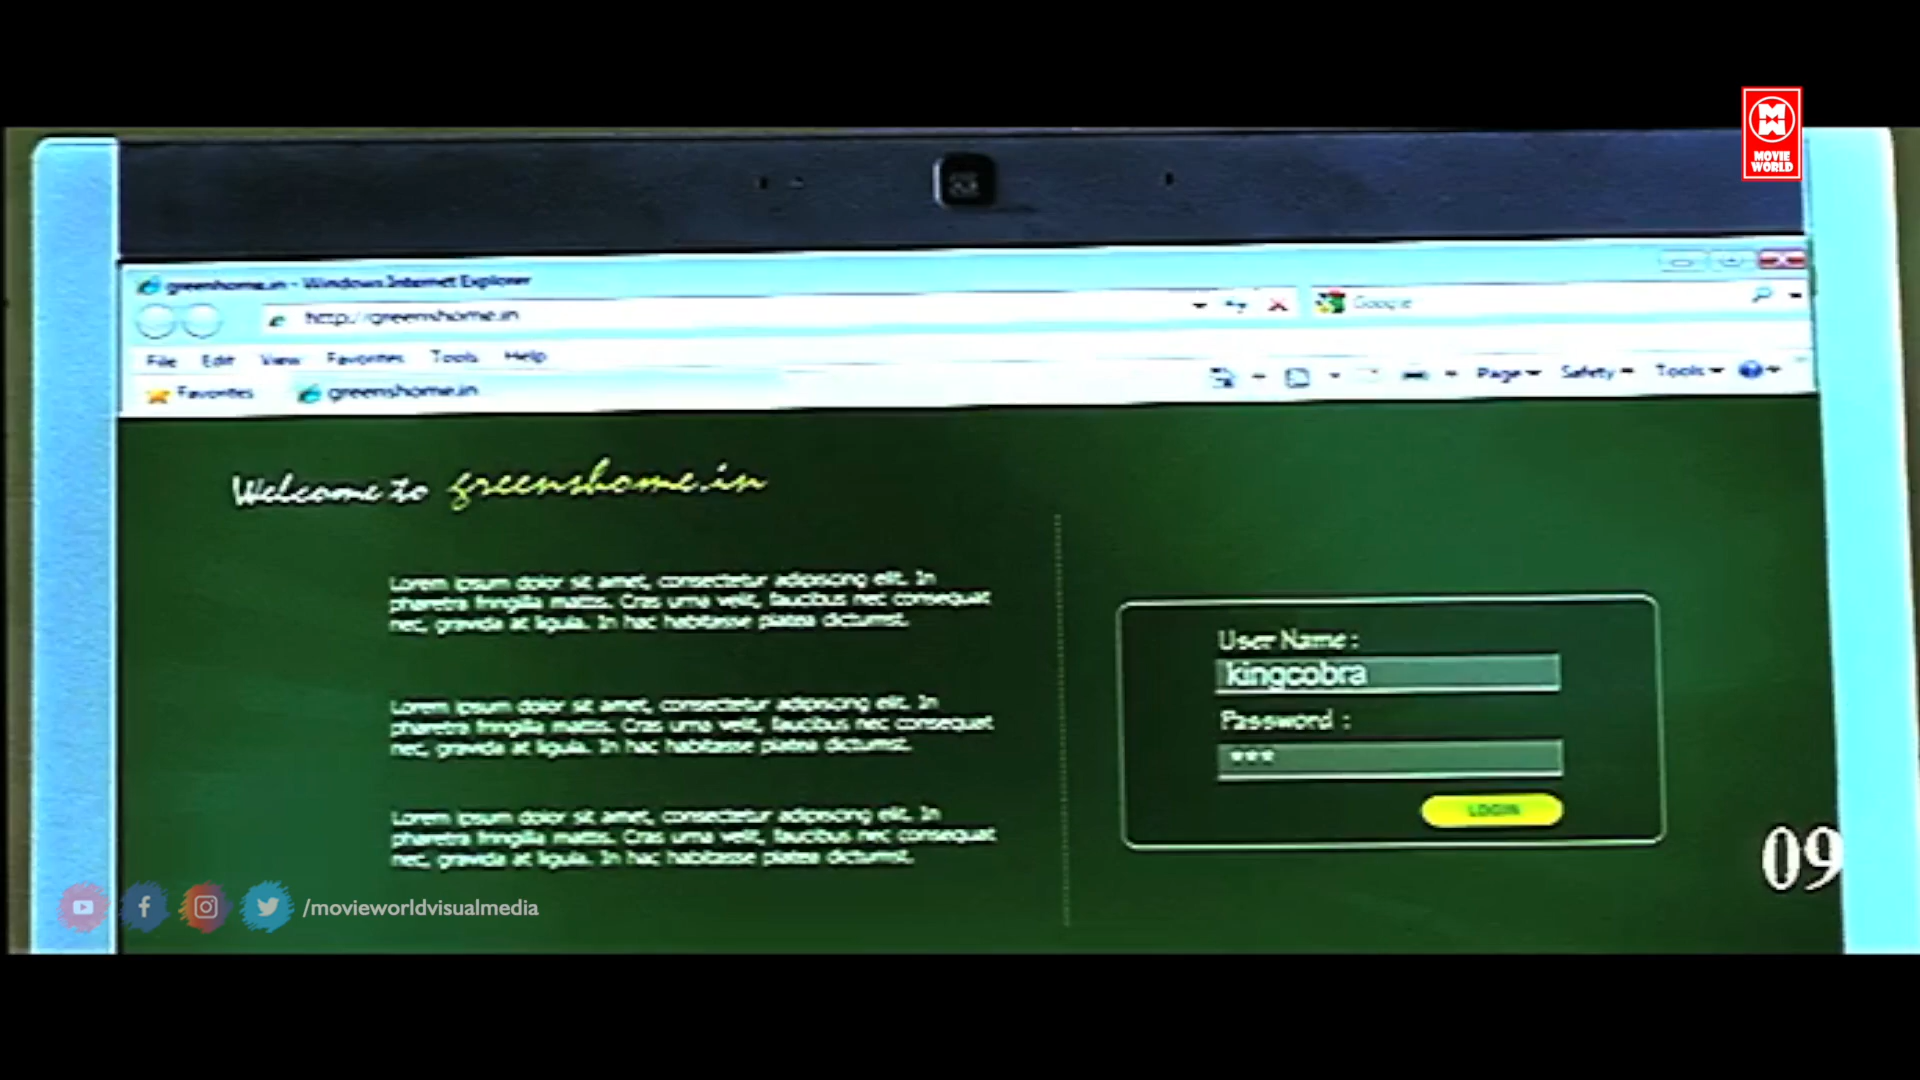 MOVIE
WORLD
greenhome.in - Windows Internet Explorer
http://greenshome.in
Google
File Edit View Favorites Tools Help
Favorites greenshome.in
Page Safety Tools
Welcome to greenshome.in
Lorem ipsum dolor sit amet, consectetur adipiscing elit. In
pharetra fringilla mattis. Cras urna velit, faucibus nec consequat
nec, gravida at ligula. In hac habitasse platea dictumst.
Lorem ipsum dolor sit amet, consectetur adipiscing elit. In
pharetra fringilla mattis. Cras urna velit, faucibus nec consequat
nec, gravida at ligula. In hac habitasse platea dictumst.
Lorem ipsum dolor sit amet, consectetur adipiscing elit. In
pharetra fringilla mattis. Cras urna velit, faucibus nec consequat
nec, gravida at ligula. In hac habitasse platea dictumst.
User Name :
kingcobra
Password :
***
LOGIN
09
/movieworldvisualmedia